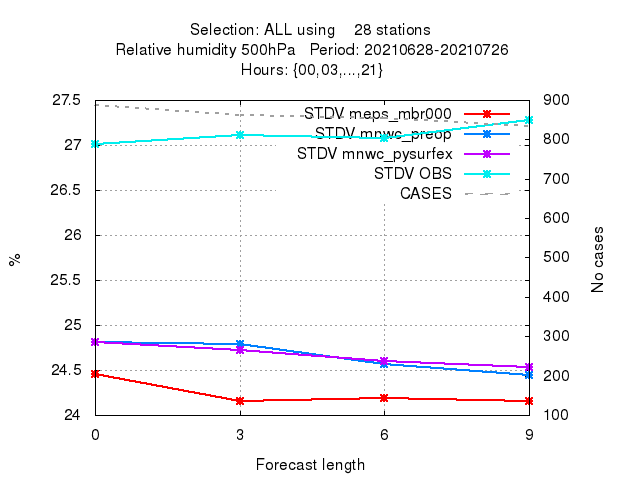 Selection: ALL using 28 stations
Relative humidity 500hPa Period: 20210628-20210726
Hours: {00,03,...,21}
27.5
27
26.5
26
25.5
25
24.5
24
%
900
800
700
600
500
400
300
200
100
No cases
STDV meps_mbr000
STDV mnwc_preop
STDV mnwc_pysurfex
STDV OBS
CASES
0 3 6 9
Forecast length